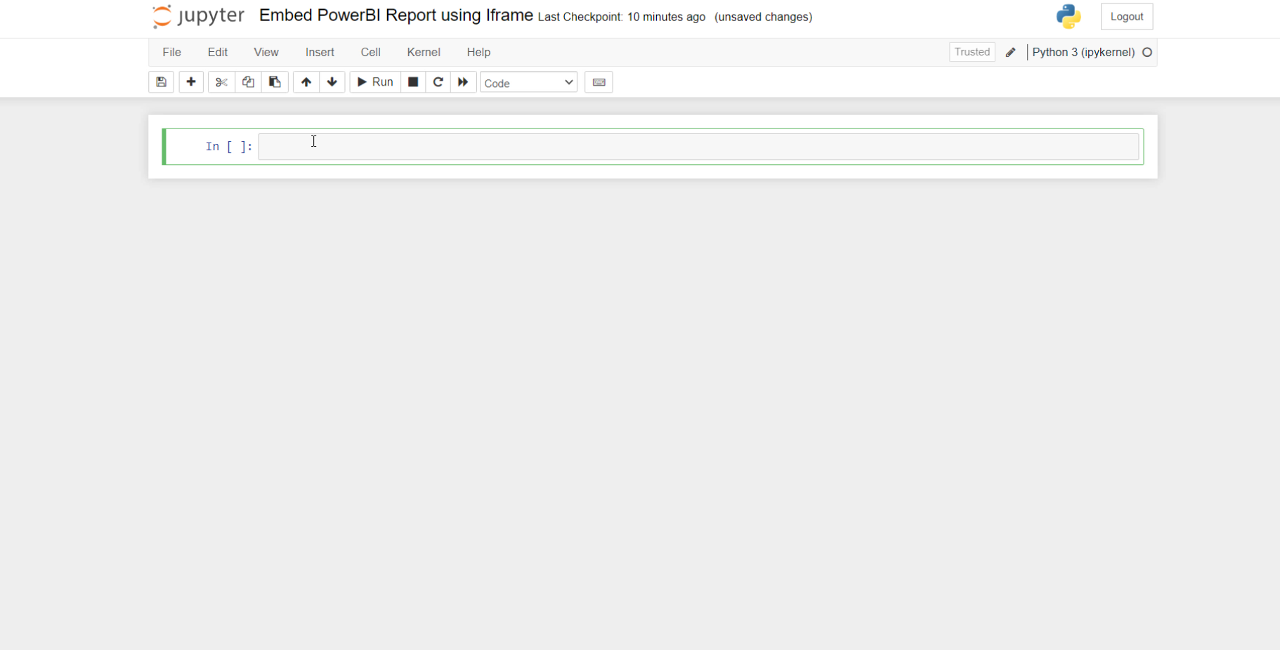 jupyter Embed PowerBI Report using Iframe Last Checkpoint: 10 minutes ago (unsaved changes) Logout
File Edit View Insert Cell Kernel Help Trusted Python 3 (ipykernel)
Run Code
In [ ]: